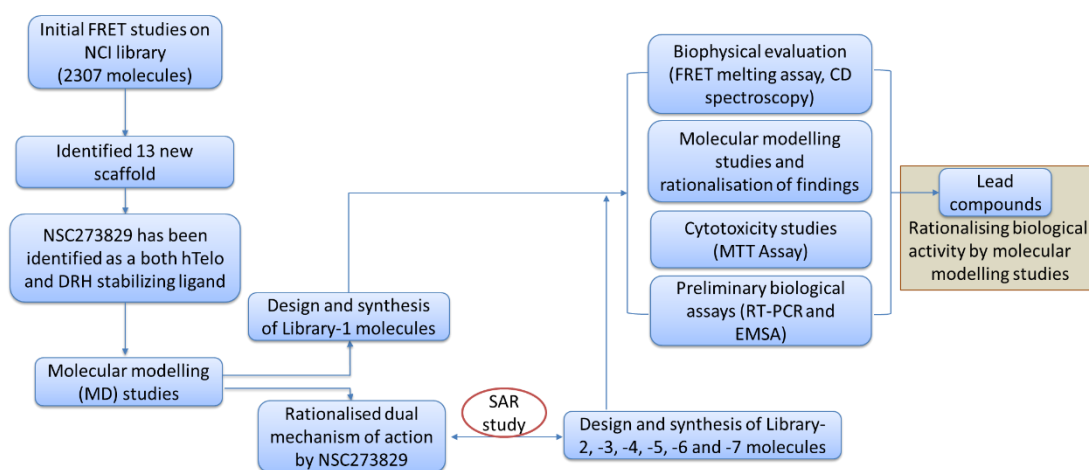 Initial FRET studies on
NCI library
(2307 molecules)
Identified 13 new
scaffold
NSC273829 has been
identified as a both hTelo
and DRH stabilizing ligand
Molecular modelling
(MD) studies
Design and synthesis
of Library-1 molecules
Rationalised dual
mechanism of action
by NSC273829
SAR
study
Design and synthesis of Library-
2, -3, -4, -5, -6 and -7 molecules
Biophysical evaluation
(FRET melting assay, CD
spectroscopy)
Molecular modelling
studies and
rationalisation of findings
Cytotoxicity studies
(MTT Assay)
Preliminary biological
assays (RT-PCR and
EMSA)
Lead
compounds
Rationalising biological
activity by molecular
modelling studies